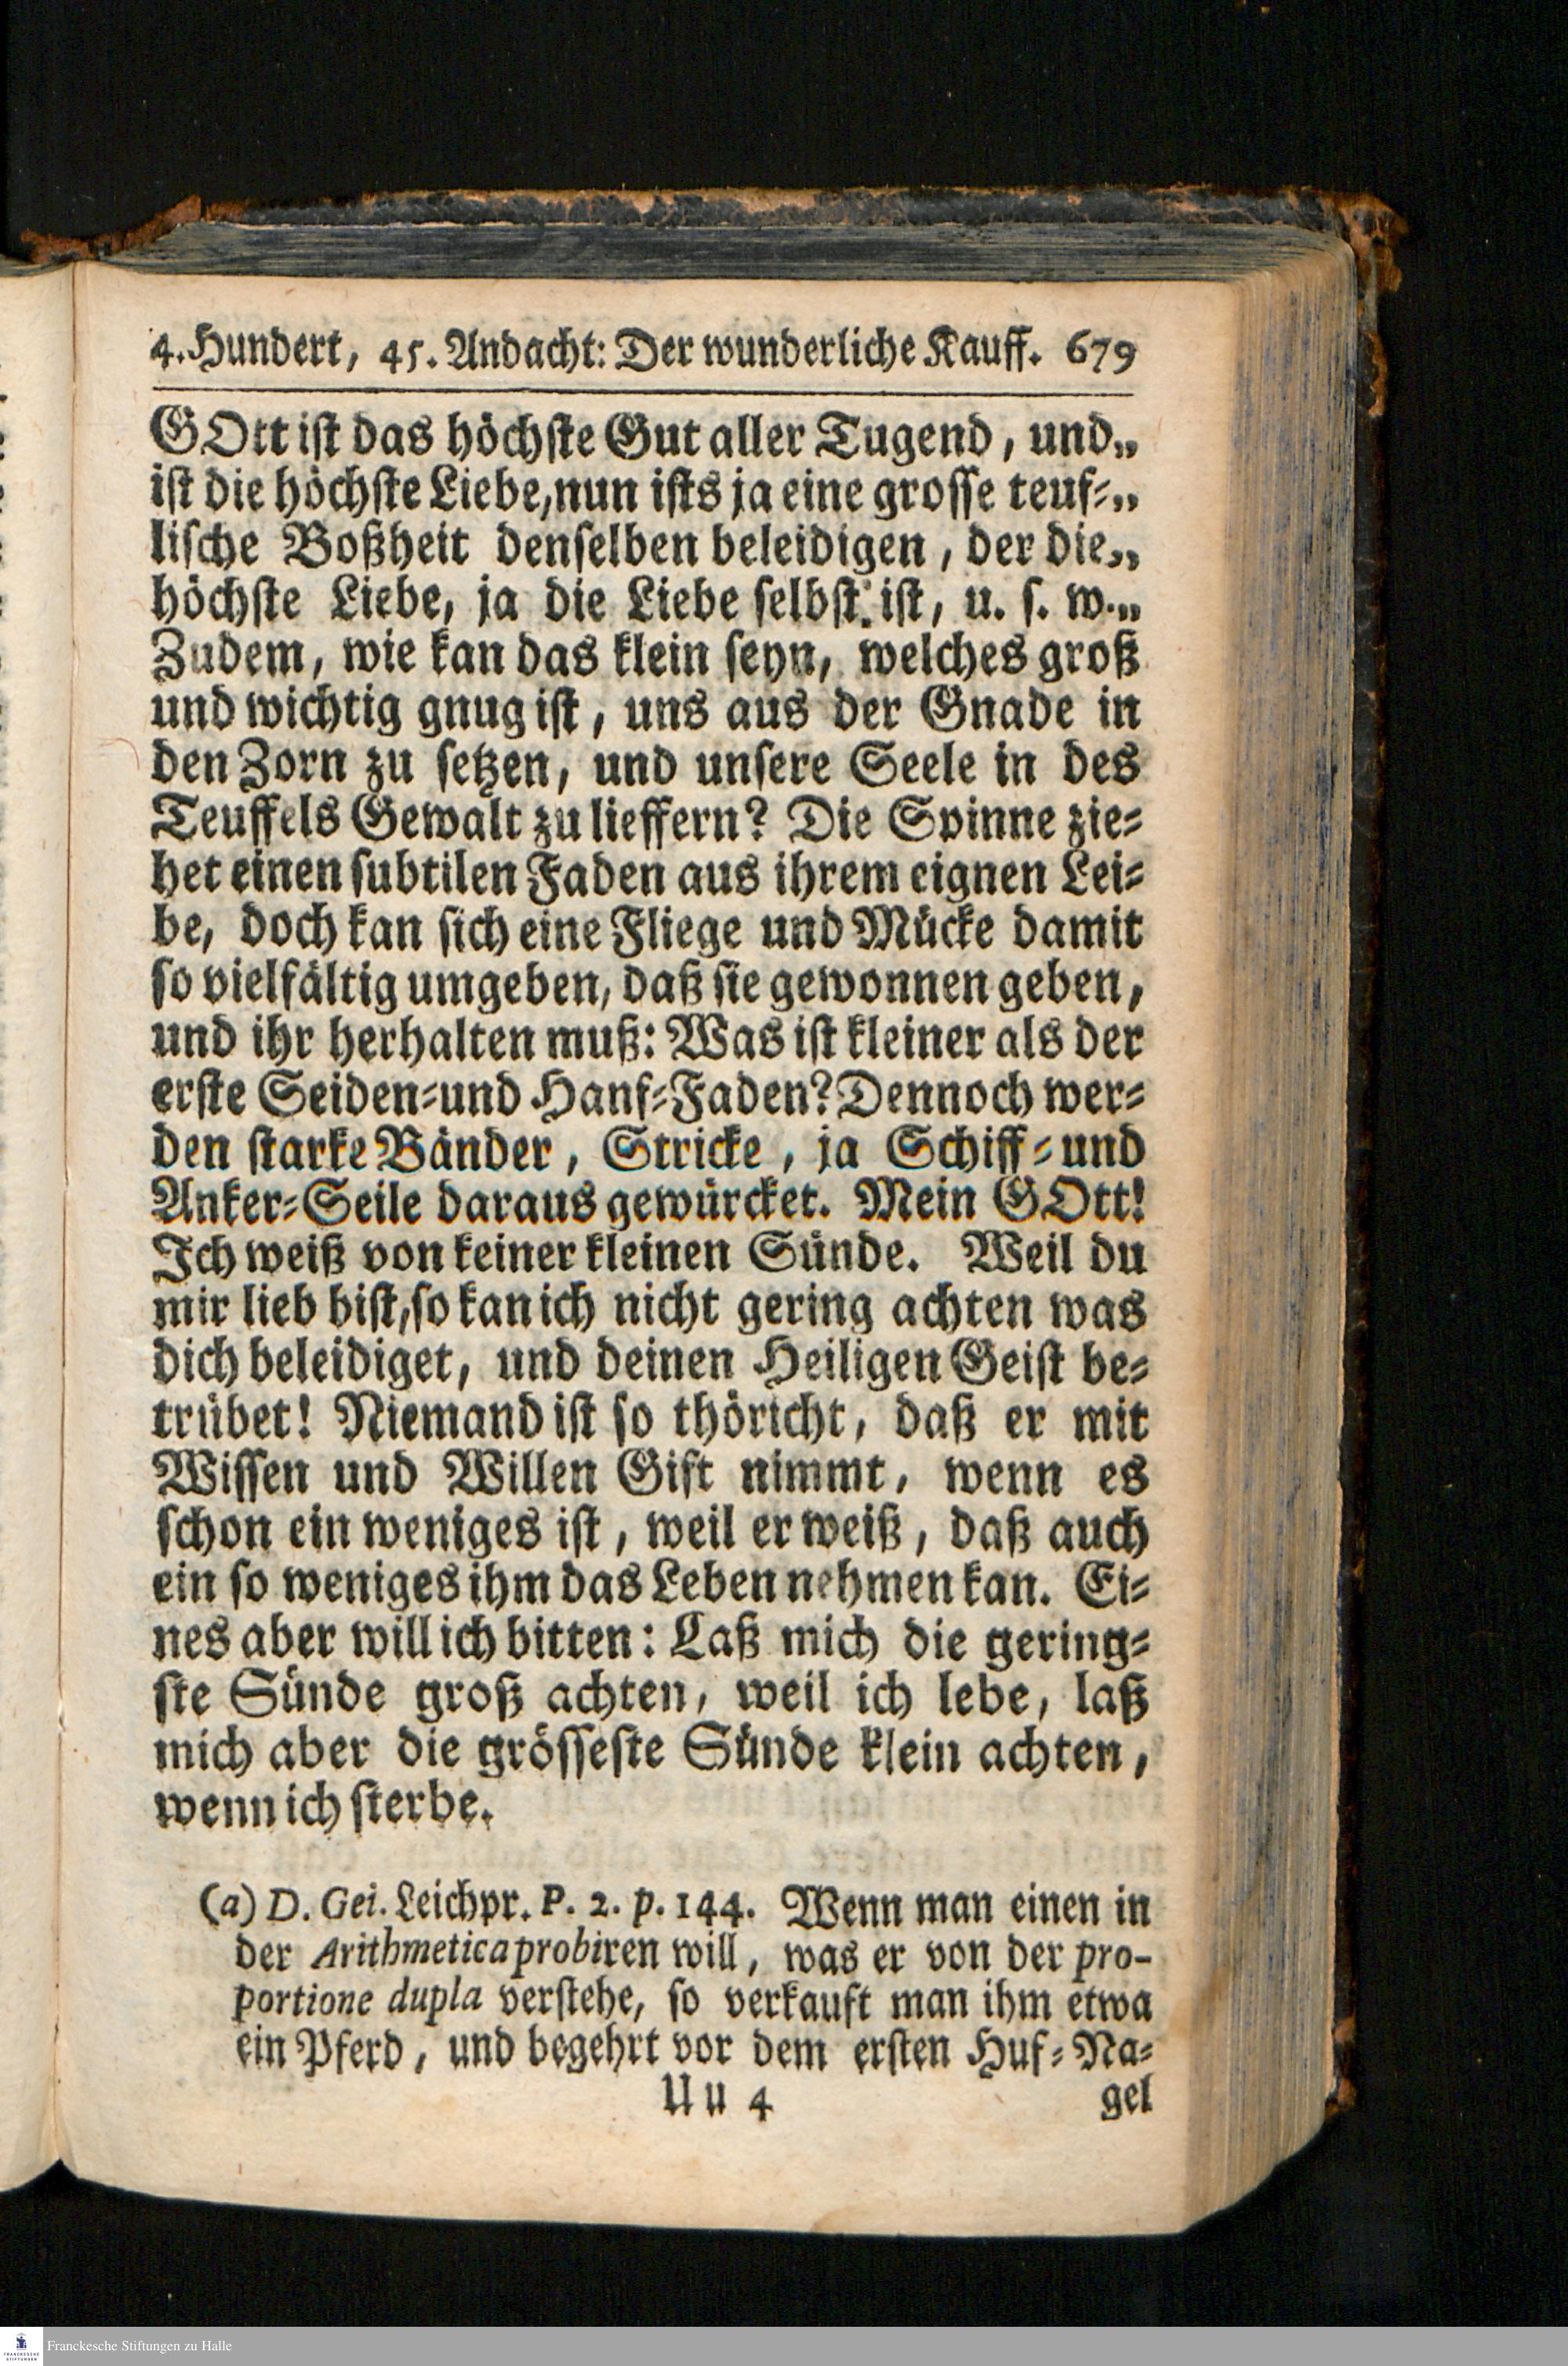 4. Hundert, 45. Andacht: Der wunderliche Kauff. 679
GOtt ist das höchste Gut aller Tugend, und„
ist die höchste Liebe, nun ists ja eine grosse teuf-„
lische Boßheit denselben beleidigen, der die„
höchste Liebe, ja die Liebe selbst ist, u. s. w.„
Zudem, wie kan das klein seyn, welches groß
und wichtig gnug ist, uns aus der Gnade in
den Zorn zu setzen, und unsere Seele in des
Teuffels Gewalt zu lieffern? Die Spinne zie-
het einen subtilen Faden aus ihrem eignen Lei-
be, doch kan sich eine Fliege und Mücke damit
so vielfältig umgeben, daß sie gewonnen geben,
und ihr herhalten muß: Was ist kleiner als der
erste Seiden- und Hanf-Faden? Dennoch wer-
den starke Bänder, Stricke, ja Schiff- und
Anker-Seile daraus gewürcket. Mein GOtt!
Ich weiß von keiner kleinen Sünde. Weil du
mir lieb bist, so kan ich nicht gering achten was
dich beleidiget, und deinen Heiligen Geist be-
trübet! Niemand ist so thöricht, daß er mit
Wissen und Willen Gift nimmt, wenn es
schon ein weniges ist, weil er weiß, daß auch
ein so weniges ihm das Leben nehmen kan. Ei-
nes aber will ich bitten: Laß mich die gering-
ste Sünde groß achten, weil ich lebe, laß
mich aber die grösseste Sünde klein achten,
wenn ich sterbe.
(a) D. Gei. Leichpr. P. 2. p. 144. Wenn man einen in
der Arithmetica probiren will, was er von der pro-
portione dupla verstehe, so verkauft man ihm etwa
ein Pferd, und begehrt vor dem ersten Huf-Na-
Uu 4 gel
Franckesche Stiftungen zu Halle
FRANCKESCHE
STIFTUNGEN